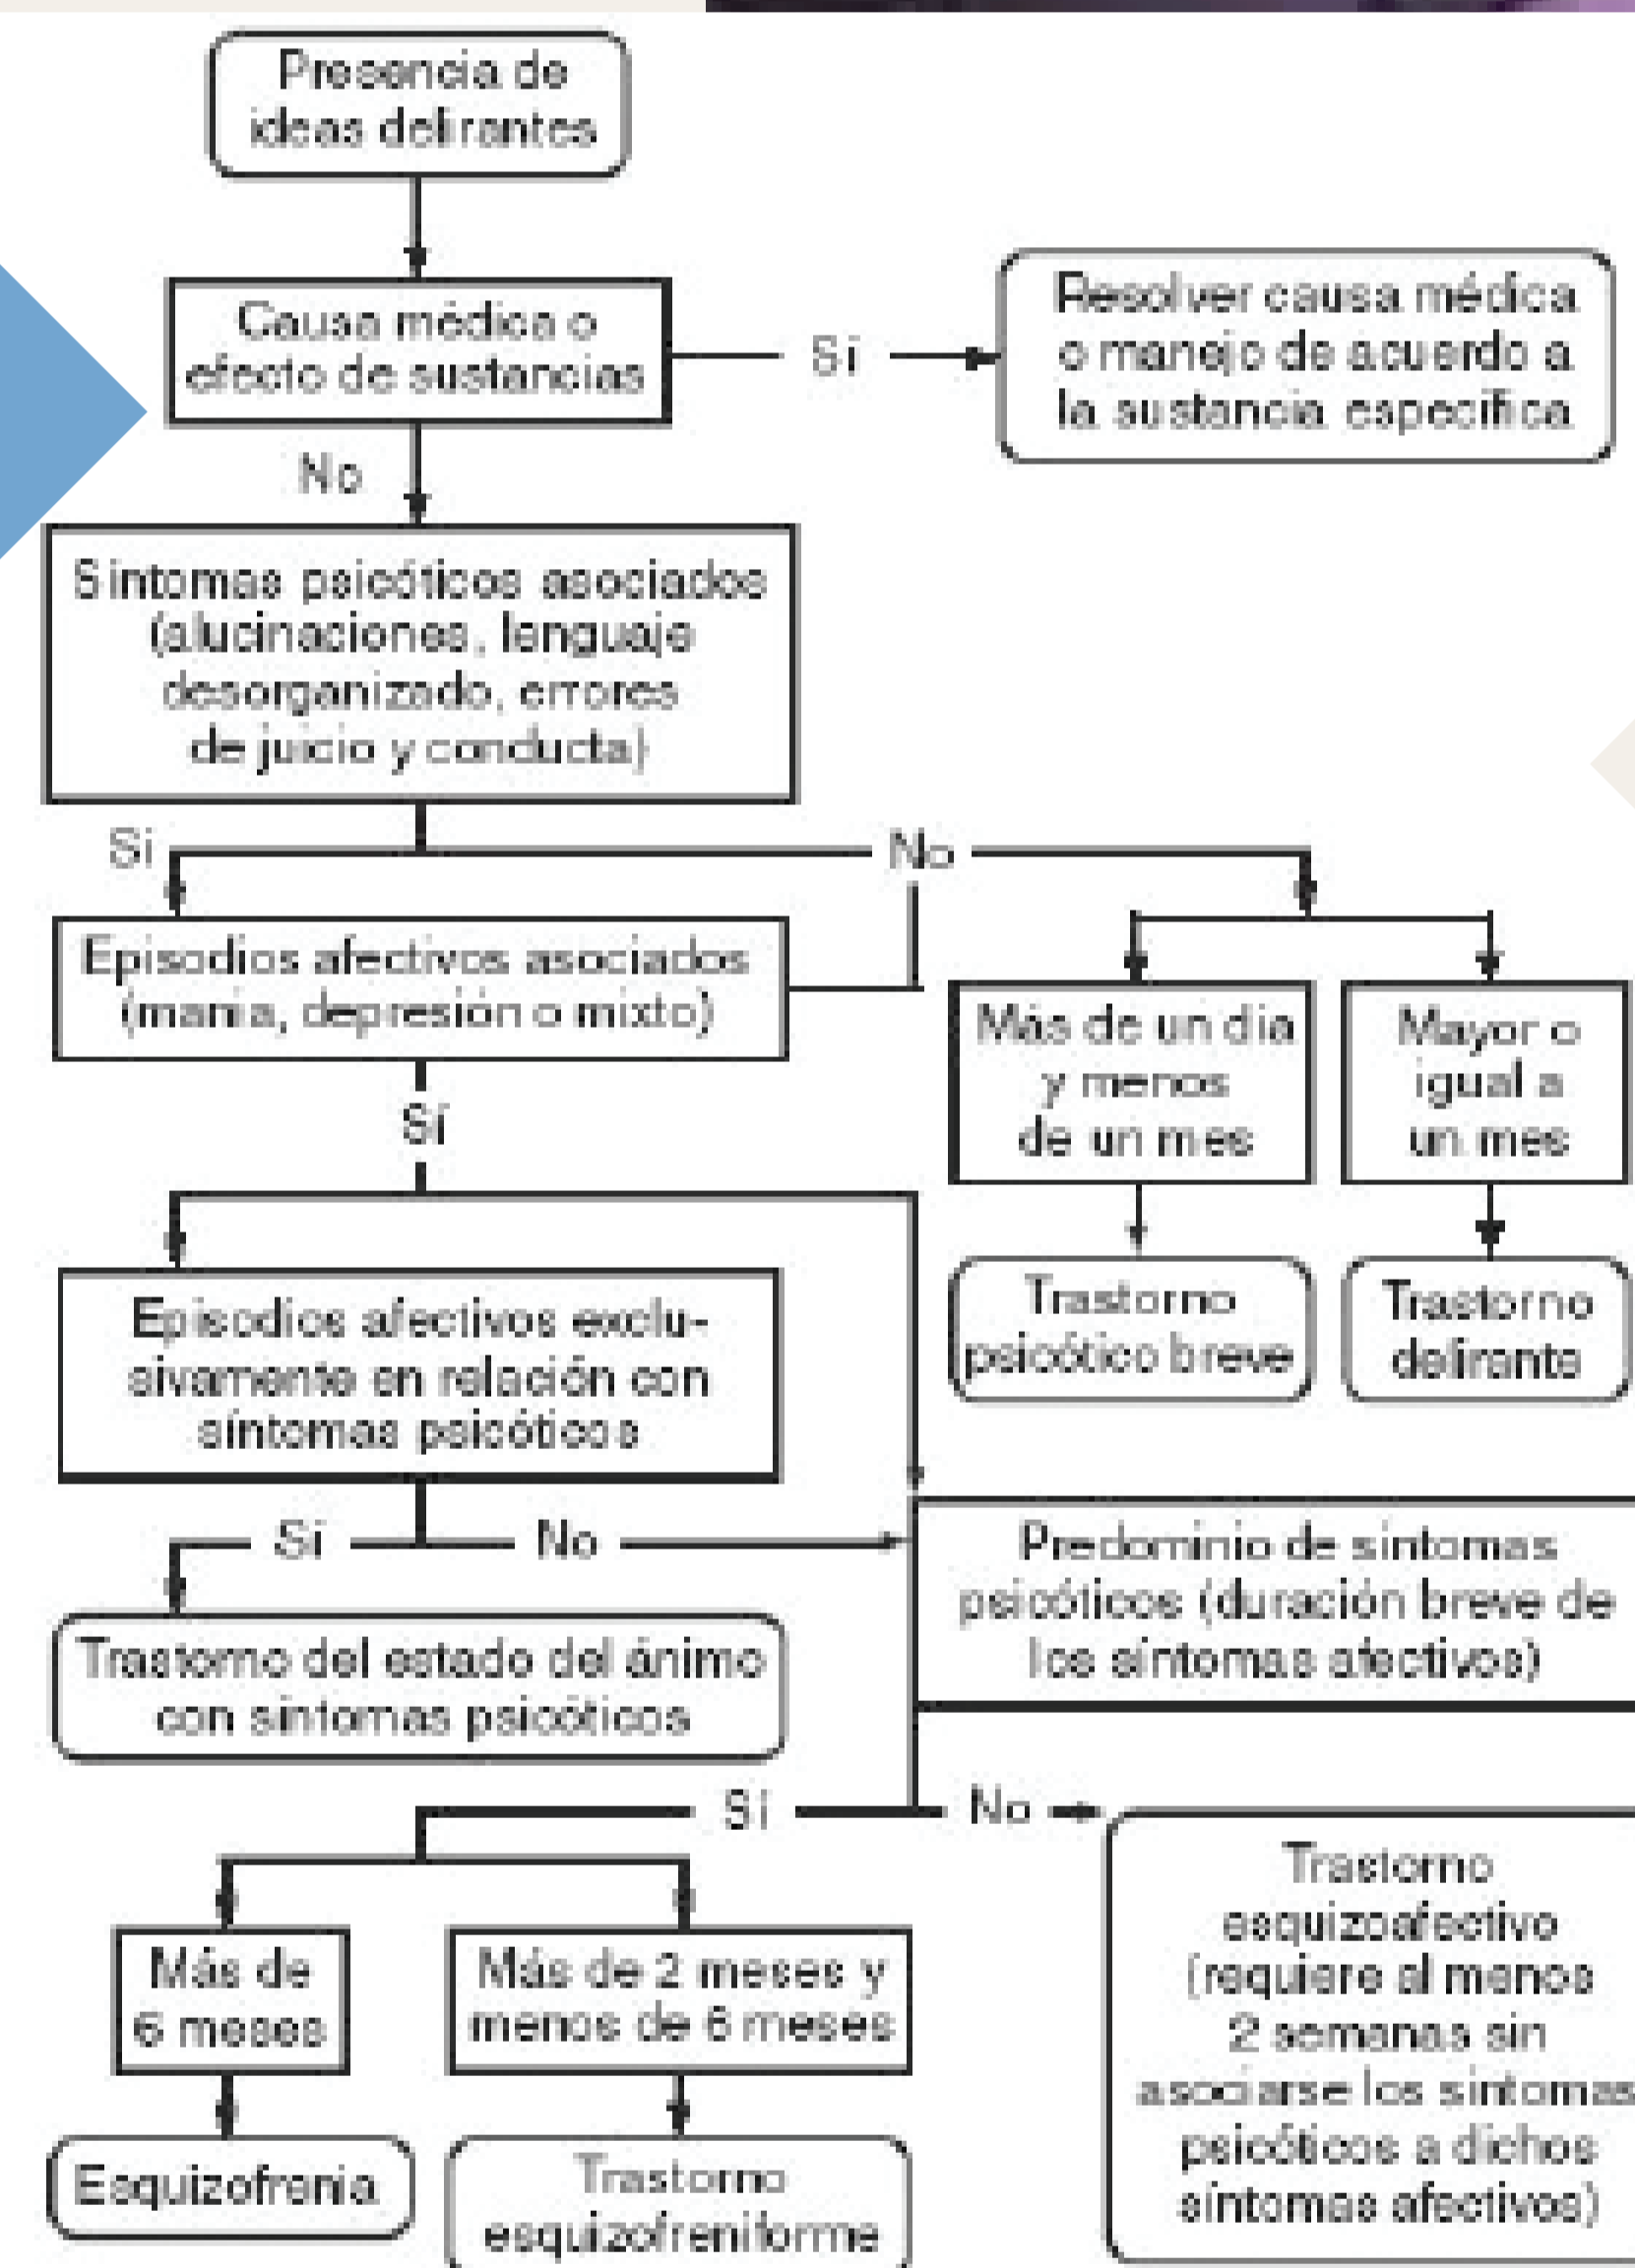 Presencia de
ideas delirantes
Causa médica o
efecto de sustancias
Sí
Resolver causa médica
o manejo de acuerdo a
la sustancia específica
No
Síntomas psicóticos asociados
(alucinaciones, lenguaje
desorganizado, errores
de juicio y conducta)
Sí
No
Episodios afectivos asociados
(manía, depresión o mixto)
Más de un día
y menos
de un mes
Mayor o
igual a
un mes
Sí
Trastorno
psicótico breve
Trastorno
delirante
Episodios afectivos exclu-
sivamente en relación con
síntomas psicóticos
Sí
No
Predominio de síntomas
psicóticos (duración breve de
los síntomas afectivos)
Trastorno del estado del ánimo
con síntomas psicóticos
Sí
No
Más de
6 meses
Más de 2 meses y
menos de 6 meses
Trastorno
esquizoafectivo
(requiere al menos
2 semanas sin
asociarse los síntomas
psicóticos a dichos
síntomas afectivos)
Esquizofrenia
Trastorno
esquizofreniforme